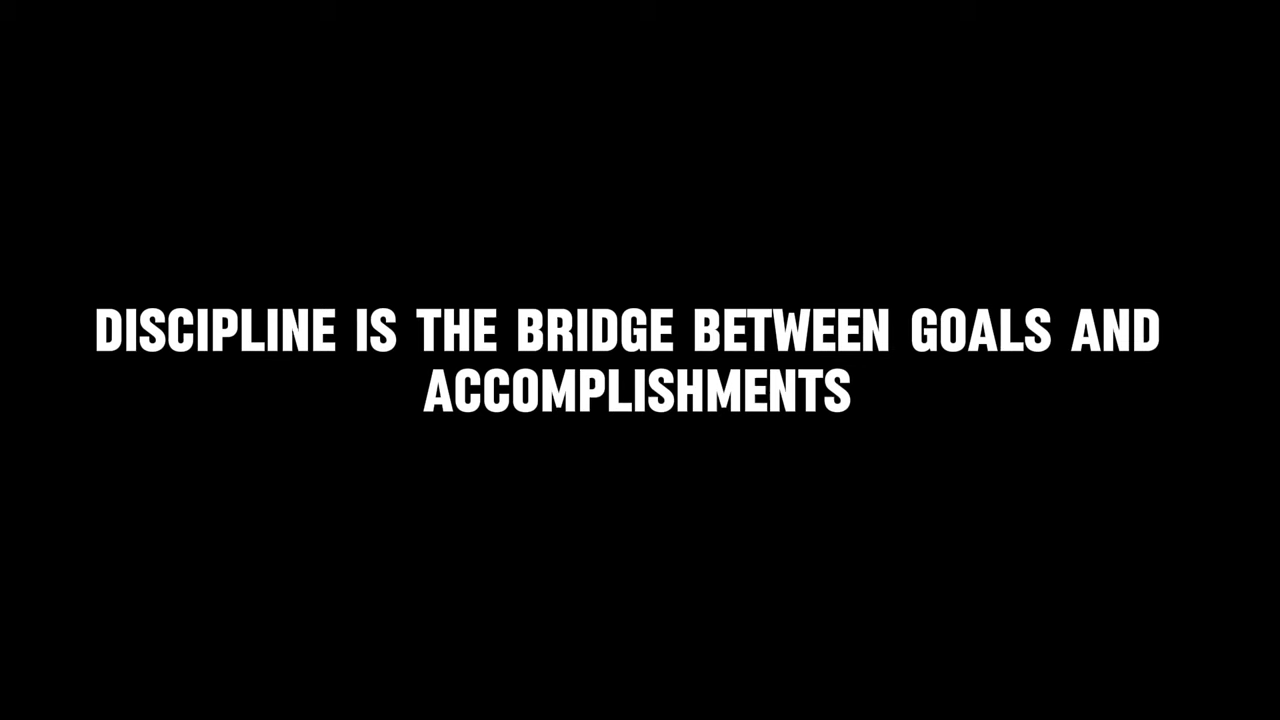 DISCIPLINE IS THE BRIDGE BETWEEN GOALS AND
ACCOMPLISHMENTS